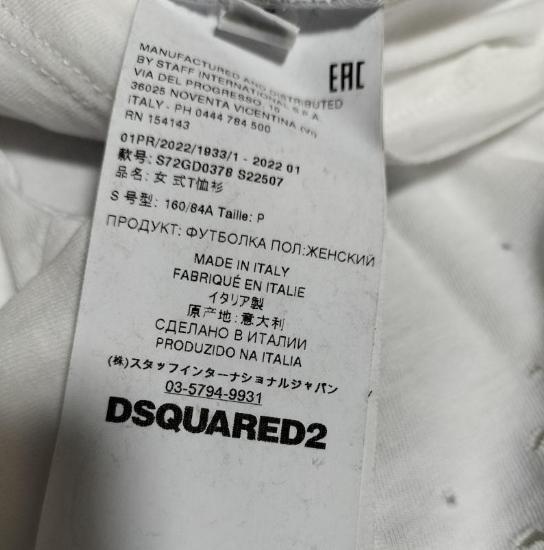 MANUFACTURED AND DISTRIBUTED
BY STAFF INTERNATIONAL S.P.A.
VIA DEL PROGRESSO, 10
36025 NOVENTA VICENTINA (VI)
ITALY - PH 0444 784 500
RN 154143
EAC
01PR/2022/1933/1 - 2022 01
款号: S72GD0378 S22507
品名: 女 式T恤衫
S 号型: 160/84A Taille: P
ПРОДУКТ: ФУТБОЛКА ПОЛ:ЖЕНСКИЙ
MADE IN ITALY
FABRIQUÉ EN ITALIE
イタリア製
原产地: 意大利
СДЕЛАНО В ИТАЛИИ
PRODUZIDO NA ITALIA
(株)スタッフインターナショナルジャパン
03-5794-9931
DSQUARED2